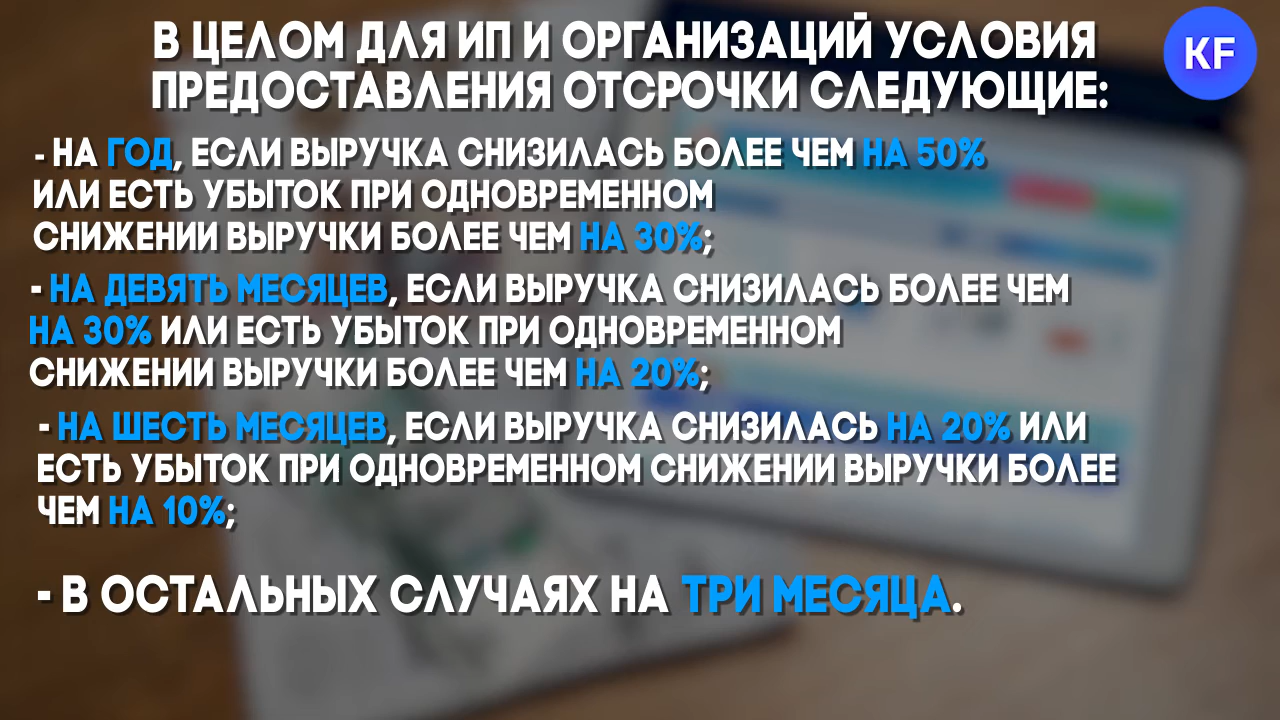 В ЦЕЛОМ ДЛЯ ИП И ОРГАНИЗАЦИЙ УСЛОВИЯ
ПРЕДОСТАВЛЕНИЯ ОТСРОЧКИ СЛЕДУЮЩИЕ:
KF
- НА ГОД, ЕСЛИ ВЫРУЧКА СНИЗИЛАСЬ БОЛЕЕ ЧЕМ НА 50%
ИЛИ ЕСТЬ УБЫТОК ПРИ ОДНОВРЕМЕННОМ
СНИЖЕНИИ ВЫРУЧКИ БОЛЕЕ ЧЕМ НА 30%;
- НА ДЕВЯТЬ МЕСЯЦЕВ, ЕСЛИ ВЫРУЧКА СНИЗИЛАСЬ БОЛЕЕ ЧЕМ
НА 30% ИЛИ ЕСТЬ УБЫТОК ПРИ ОДНОВРЕМЕННОМ
СНИЖЕНИИ ВЫРУЧКИ БОЛЕЕ ЧЕМ НА 20%;
- НА ШЕСТЬ МЕСЯЦЕВ, ЕСЛИ ВЫРУЧКА СНИЗИЛАСЬ НА 20% ИЛИ
ЕСТЬ УБЫТОК ПРИ ОДНОВРЕМЕННОМ СНИЖЕНИИ ВЫРУЧКИ БОЛЕЕ
ЧЕМ НА 10%;
- В ОСТАЛЬНЫХ СЛУЧАЯХ НА ТРИ МЕСЯЦА.